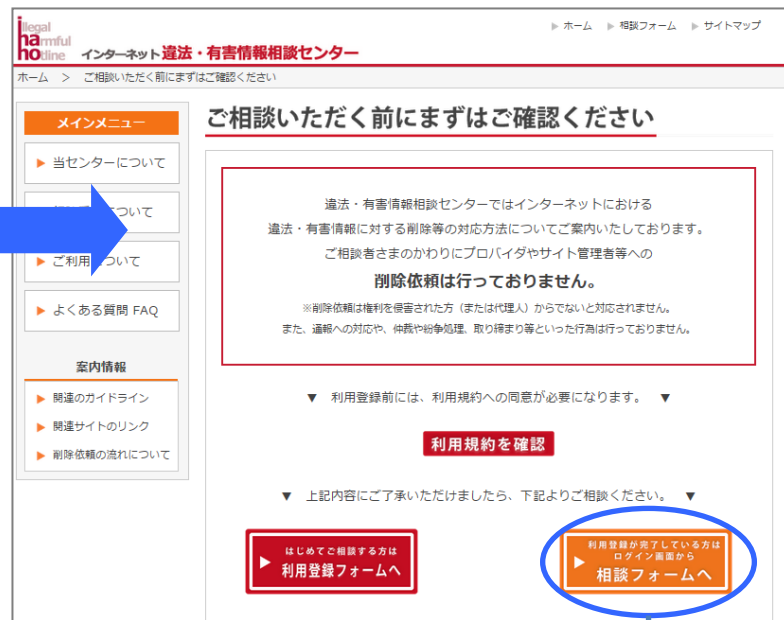 illegal
harmful
hotline インターネット 違法・有害情報相談センター
▶ ホーム ▶ 相談フォーム ▶ サイトマップ
ホーム ＞ ご相談いただく前にまずはご確認ください
メインメニュー
▶ 当センターについて
ついて
▶ ご利用 ついて
▶ よくある質問 FAQ
案内情報
▶ 関連のガイドライン
▶ 関連サイトのリンク
▶ 削除依頼の流れについて
ご相談いただく前にまずはご確認ください
違法・有害情報相談センターではインターネットにおける
違法・有害情報に対する削除等の対応方法についてご案内いたしております。
ご相談者さまのかわりにプロバイダやサイト管理者等への
削除依頼は行っておりません。
※削除依頼は権利を侵害された方（または代理人）からでないと対応されません。
また、通報への対応や、仲裁や紛争処理、取り締まり等といった行為は行っておりません。
▼ 利用登録前には、利用規約への同意が必要になります。 ▼
利用規約を確認
▼ 上記内容にご了承いただけましたら、下記よりご相談ください。 ▼
はじめてご相談する方は
▶ 利用登録フォームへ
利用登録が完了している方は
ログイン画面から
▶ 相談フォームへ